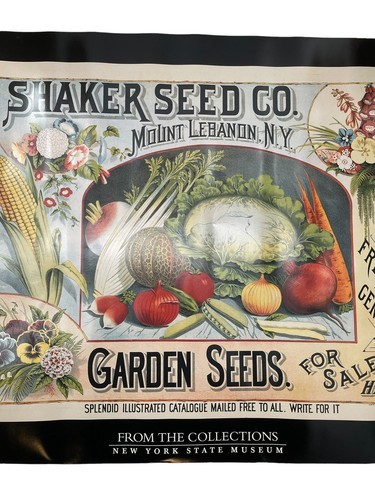 SHAKER SEED CO.
MOUNT LEBANON, N.Y.
GARDEN SEEDS.
FOR
SALE
SPLENDID ILLUSTRATED CATALOGUE MAILED FREE TO ALL. WRITE FOR IT
FROM THE COLLECTIONS
NEW YORK STATE MUSEUM